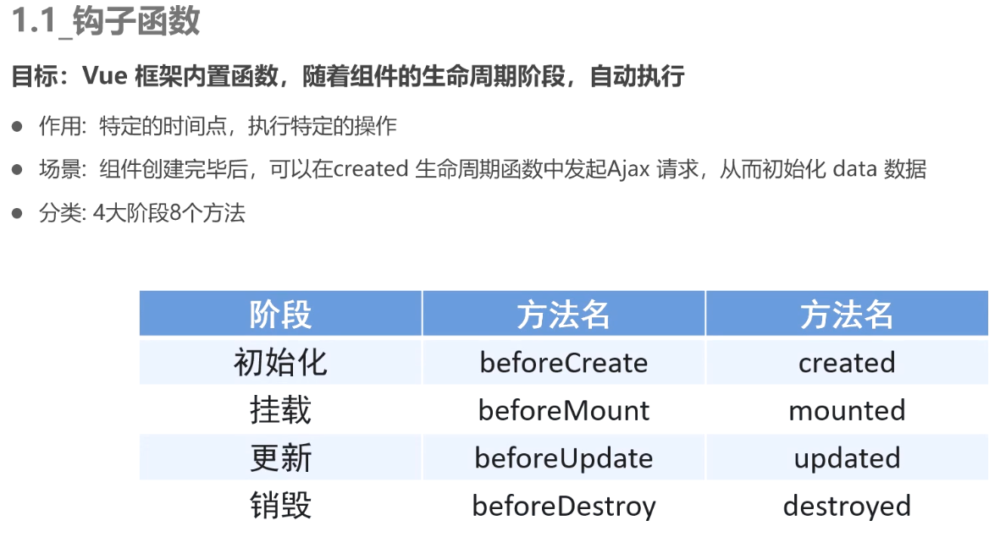 1.1_钩子函数
目标：Vue 框架内置函数，随着组件的生命周期阶段，自动执行
● 作用: 特定的时间点，执行特定的操作
● 场景: 组件创建完毕后，可以在created 生命周期函数中发起Ajax 请求，从而初始化 data 数据
● 分类: 4大阶段8个方法
阶段 方法名 方法名
初始化 beforeCreate created
挂载 beforeMount mounted
更新 beforeUpdate updated
销毁 beforeDestroy destroyed